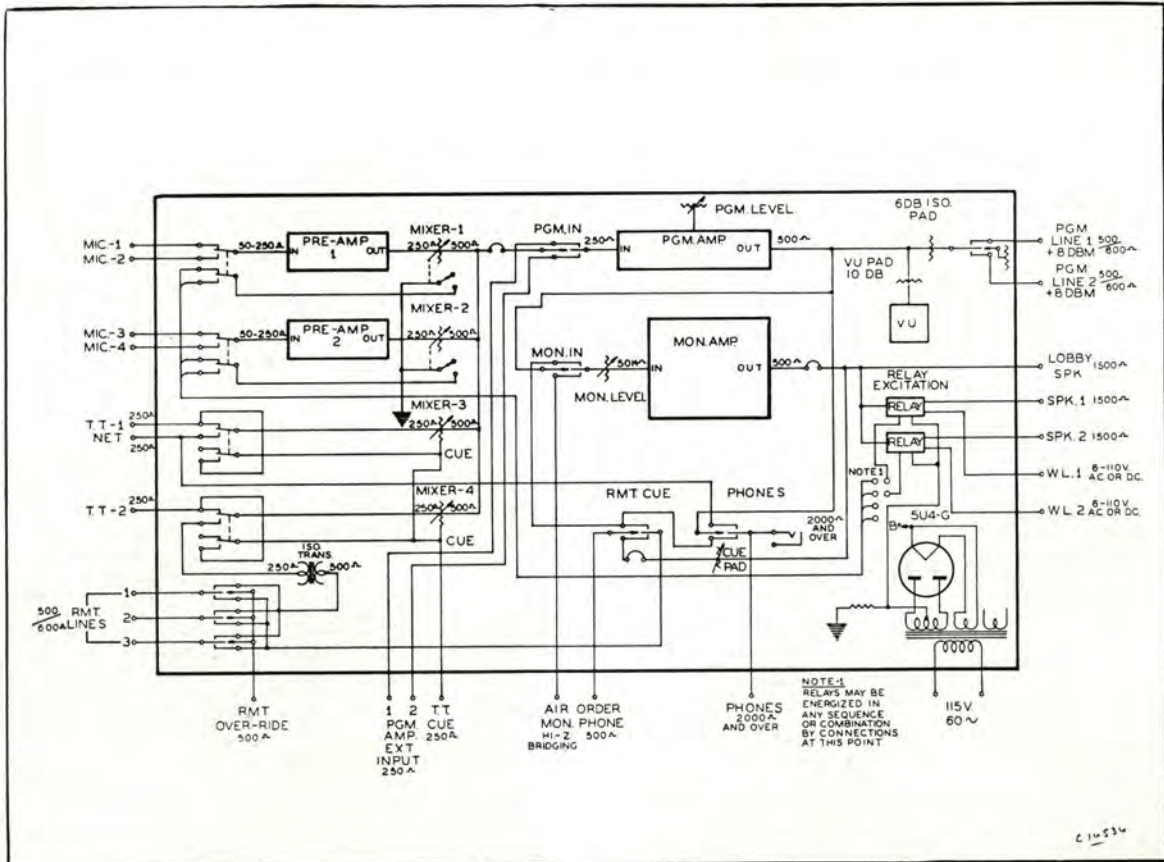 MIC.-1
MIC.-2
50-250Ω
IN
PRE-AMP
1
OUT
MIXER-1
250Ω
500Ω
PGM.IN
250Ω
PGM. LEVEL
IN
PGM.AMP
OUT
500Ω
6DB ISO.
PAD
VU PAD
10 DB
VU
PGM
LINE 1 500/600Ω
+8DBM
PGM
LINE 2 500/600Ω
+8DBM
MIXER-2
MIC.-3
MIC.-4
50-250Ω
IN
PRE-AMP
2
OUT
250Ω
500Ω
MON.IN
MON. LEVEL
IN
MON.AMP
OUT
500Ω
LOBBY
SPK 1500Ω
RELAY
EXCITATION
RELAY
SPK.1 1500Ω
RELAY
SPK.2 1500Ω
MIXER-3
T.T-1
250Ω
NET
250Ω
250Ω
500Ω
CUE
NOTE 1
W.L.1 6-110V.
AC OR DC.
W.L.2 6-110V.
AC OR DC.
MIXER-4
T.T-2
250Ω
250Ω
500Ω
CUE
RMT. CUE
PHONES
2000Ω
AND
OVER
CUE
PAD
5U4-G
B+
ISO
TRANS.
250Ω
500Ω
500/600Ω
RMT.
LINES
1
2
3
RMT
OVER-RIDE
500Ω
1 2
PGM.
AMP.
EXT
INPUT
250Ω
T.T.
CUE
250Ω
AIR
MON.
HI.-Z
BRIDGING
ORDER
PHONE
500Ω
PHONES
2000Ω
AND OVER
NOTE-1
RELAYS MAY BE
ENERGIZED IN
ANY SEQUENCE
OR COMBINATION
BY CONNECTIONS
AT THIS POINT.
115V
60~